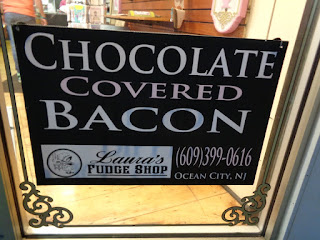 CHOCOLATE
COVERED
BACON
Laura's
FUDGE SHOP
(609)399-0616
OCEAN CITY, NJ